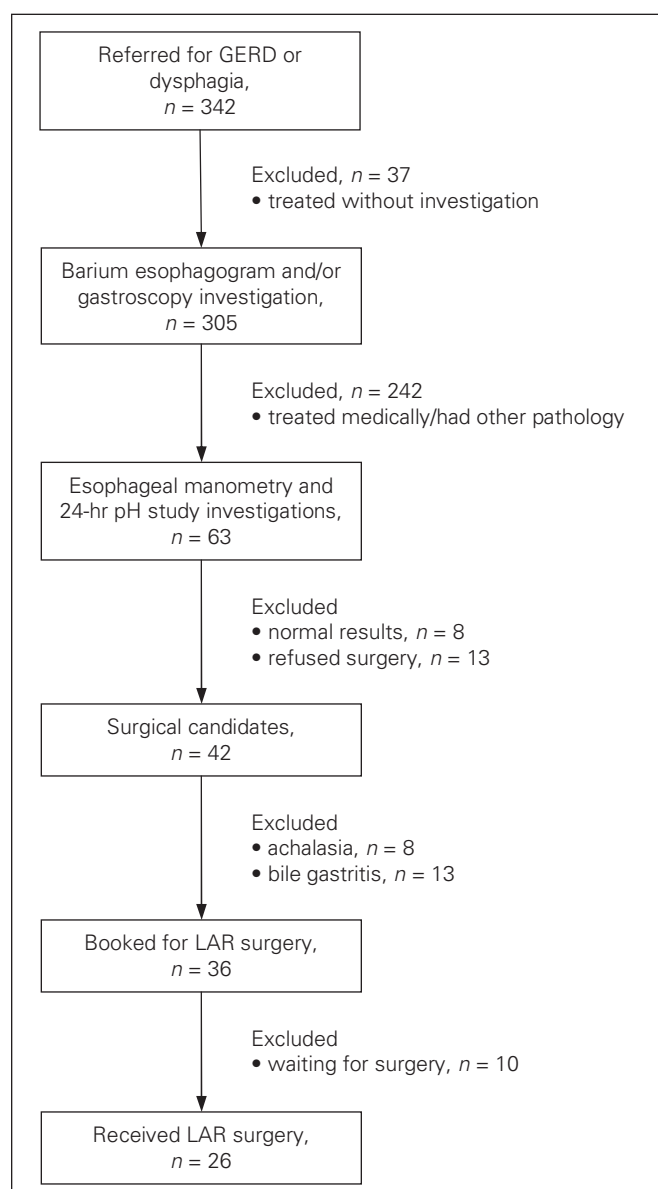 Referred for GERD or
dysphagia,
n = 342
Excluded, n = 37
• treated without investigation
Barium esophagogram and/or
gastroscopy investigation,
n = 305
Excluded, n = 242
• treated medically/had other pathology
Esophageal manometry and
24-hr pH study investigations,
n = 63
Excluded
• normal results, n = 8
• refused surgery, n = 13
Surgical candidates,
n = 42
Excluded
• achalasia, n = 8
• bile gastritis, n = 13
Booked for LAR surgery,
n = 36
Excluded
• waiting for surgery, n = 10
Received LAR surgery,
n = 26